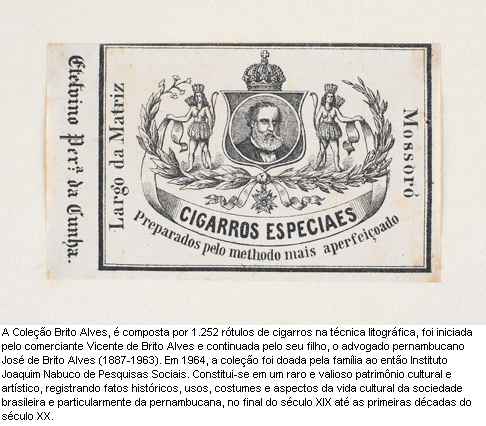 Etelvino Perª. da Cunha.
Largo da Matriz
Mossoró
CIGARROS ESPECIAES
Preparados pelo methodo mais aperfeiçoado
A Coleção Brito Alves, é composta por 1.252 rótulos de cigarros na técnica litográfica, foi iniciada
pelo comerciante Vicente de Brito Alves e continuada pelo seu filho, o advogado pernambucano
José de Brito Alves (1887-1963). Em 1964, a coleção foi doada pela família ao então Instituto
Joaquim Nabuco de Pesquisas Sociais. Constitui-se em um raro e valioso patrimônio cultural e
artístico, registrando fatos históricos, usos, costumes e aspectos da vida cultural da sociedade
brasileira e particularmente da pernambucana, no final do século XIX até as primeiras décadas do
século XX.